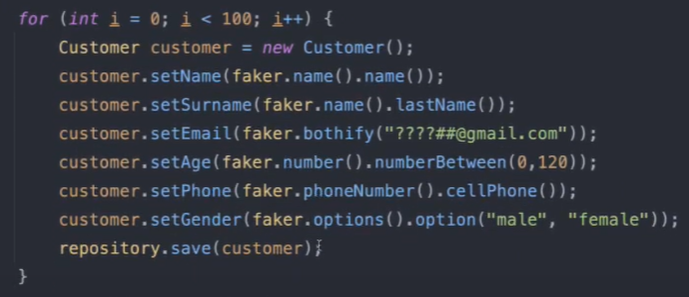 for (int i = 0; i < 100; i++) {
    Customer customer = new Customer();
    customer.setName(faker.name().name());
    customer.setSurname(faker.name().lastName());
    customer.setEmail(faker.bothify("????##@gmail.com"));
    customer.setAge(faker.number().numberBetween(0,120));
    customer.setPhone(faker.phoneNumber().cellPhone());
    customer.setGender(faker.options().option("male", "female"));
    repository.save(customer);
}